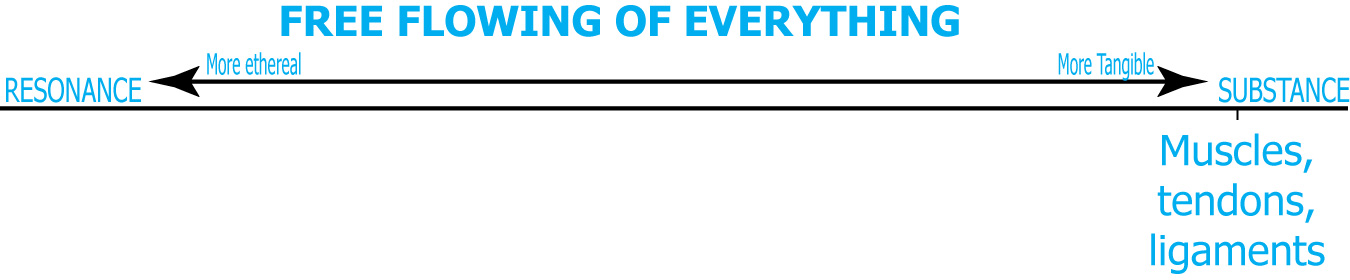 FREE FLOWING OF EVERYTHING
More ethereal
More Tangible
RESONANCE
SUBSTANCE
Muscles,
tendons,
ligaments